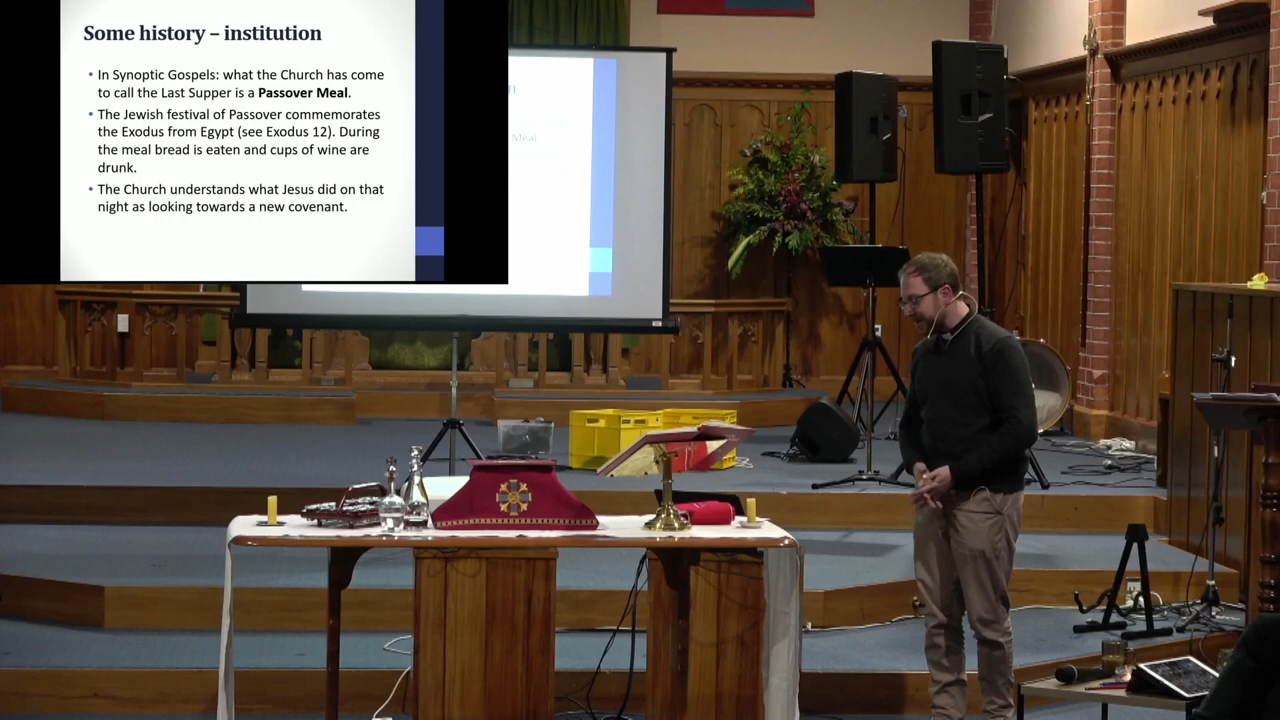 Some history – institution
• In Synoptic Gospels: what the Church has come
to call the Last Supper is a Passover Meal.
• The Jewish festival of Passover commemorates
the Exodus from Egypt (see Exodus 12). During
the meal bread is eaten and cups of wine are
drunk.
• The Church understands what Jesus did on that
night as looking towards a new covenant.
Meal